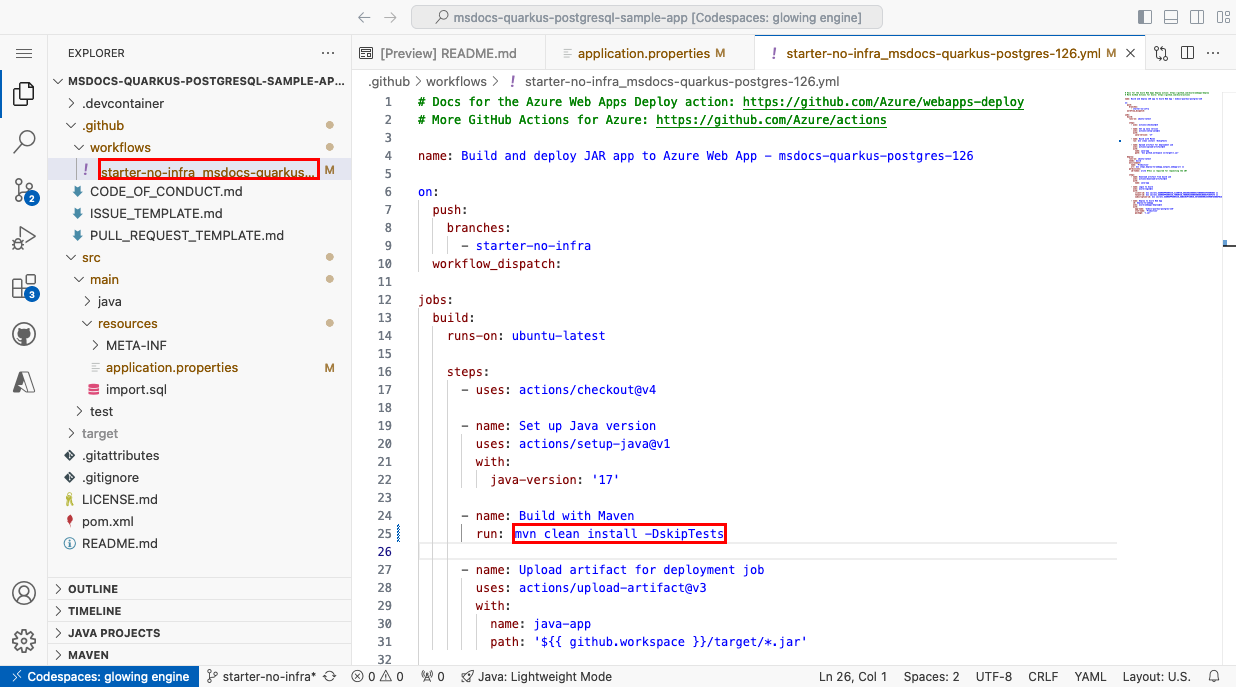 msdocs-quarkus-postgresql-sample-app [Codespaces: glowing engine]
EXPLORER
MSDOCS-QUARKUS-POSTGRESQL-SAMPLE-AP...
.devcontainer
.github
workflows
! starter-no-infra_msdocs-quarkus... M
CODE_OF_CONDUCT.md
ISSUE_TEMPLATE.md
PULL_REQUEST_TEMPLATE.md
src
main
java
resources
META-INF
application.properties M
import.sql
test
target
.gitattributes
.gitignore
LICENSE.md
pom.xml
README.md
OUTLINE
TIMELINE
JAVA PROJECTS
MAVEN
2
3
[Preview] README.md
application.properties M
! starter-no-infra_msdocs-quarkus-postgres-126.yml M
.github > workflows > ! starter-no-infra_msdocs-quarkus-postgres-126.yml
1 # Docs for the Azure Web Apps Deploy action: https://github.com/Azure/webapps-deploy
2 # More GitHub Actions for Azure: https://github.com/Azure/actions
3
4 name: Build and deploy JAR app to Azure Web App - msdocs-quarkus-postgres-126
5
6 on:
7 push:
8 branches:
9 - starter-no-infra
10 workflow_dispatch:
11
12 jobs:
13 build:
14 runs-on: ubuntu-latest
15
16 steps:
17 - uses: actions/checkout@v4
18
19 - name: Set up Java version
20 uses: actions/setup-java@v1
21 with:
22 java-version: '17'
23
24 - name: Build with Maven
25 run: mvn clean install -DskipTests
26
27 - name: Upload artifact for deployment job
28 uses: actions/upload-artifact@v3
29 with:
30 name: java-app
31 path: '${{ github.workspace }}/target/*.jar'
32
Codespaces: glowing engine
starter-no-infra*
0 0
0
Java: Lightweight Mode
Ln 26, Col 1
Spaces: 2
UTF-8
CRLF
YAML
Layout: U.S.